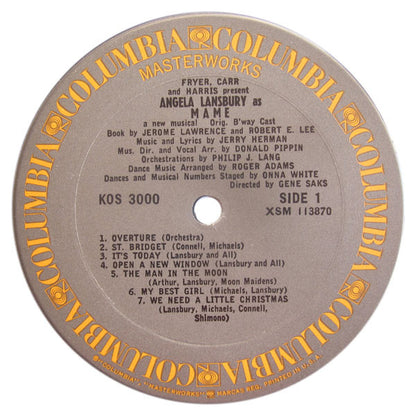 COLUMBIA COLUMBIA COLUMBIA COLUMBIA COLUMBIA COLUMBIA
MASTERWORKS
FRYER, CARR
and HARRIS present
ANGELA LANSBURY as
MAME
a new musical Orig. B'way Cast
Book by JEROME LAWRENCE and ROBERT E. LEE
Music and Lyrics by JERRY HERMAN
Mus. Dir. and Vocal Arr. by DONALD PIPPIN
Orchestrations by PHILIP J. LANG
Dance Music Arranged by ROGER ADAMS
Dances and Musical Numbers Staged by ONNA WHITE
Directed by GENE SAKS
KOS 3000
SIDE 1
XSM 113870
1. OVERTURE (Orchestra)
2. ST. BRIDGET (Connell, Michaels)
3. IT'S TODAY (Lansbury and All)
4. OPEN A NEW WINDOW (Lansbury and All)
5. THE MAN IN THE MOON
(Arthur, Lansbury, Moon Maidens)
6. MY BEST GIRL (Michaels, Lansbury)
7. WE NEED A LITTLE CHRISTMAS
(Lansbury, Michaels, Connell,
Shimono)
® "COLUMBIA", "MASTERWORKS", MARCAS REG. PRINTED IN U.S.A.